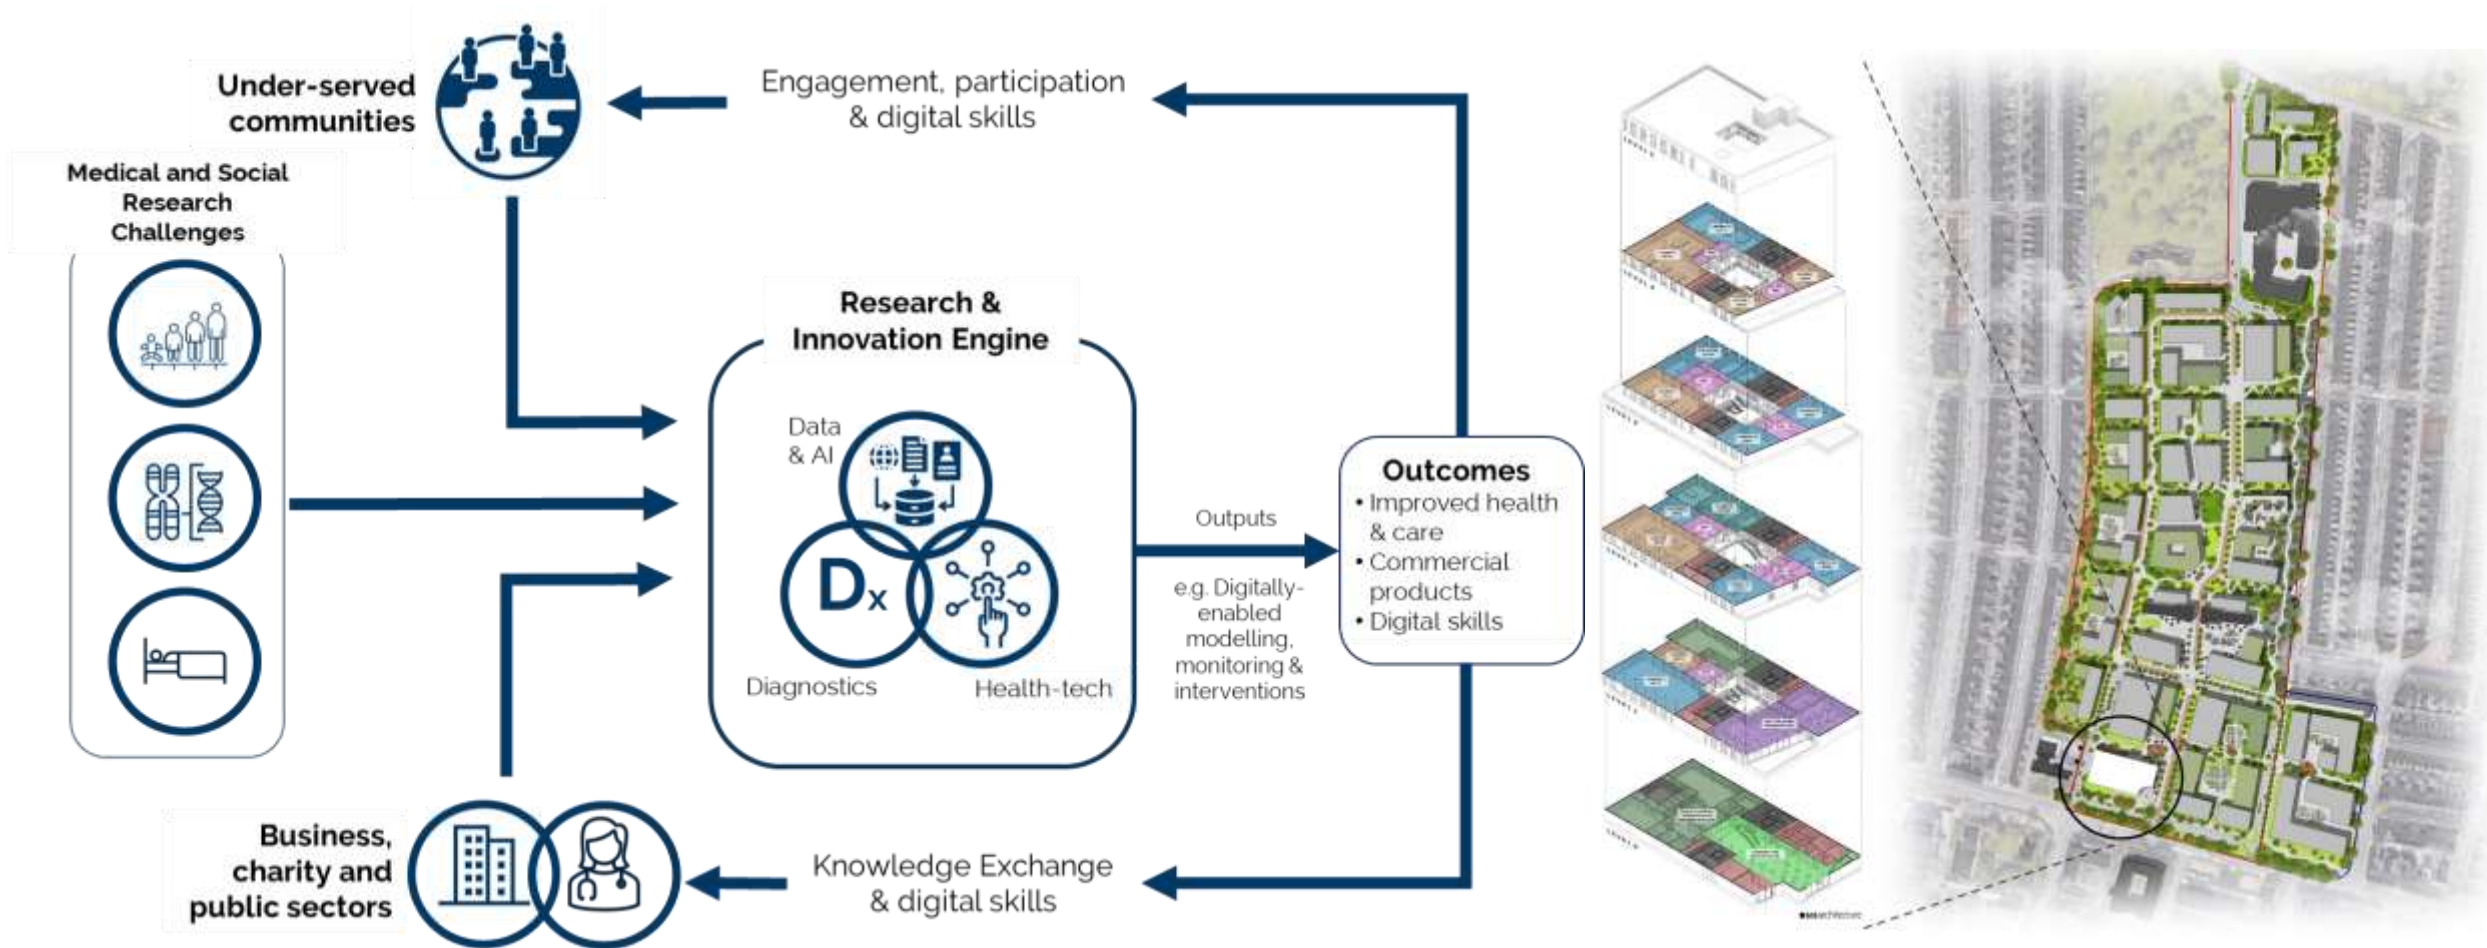 Under-served
communities
Engagement, participation
& digital skills
Medical and Social
Research
Challenges
Research &
Innovation Engine
Data
& AI
Dx
Diagnostics
Health-tech
Outputs
e.g. Digitally-
enabled
modelling,
monitoring &
interventions
Outcomes
• Improved health
& care
• Commercial
products
• Digital skills
Business,
charity and
public sectors
Knowledge Exchange
& digital skills